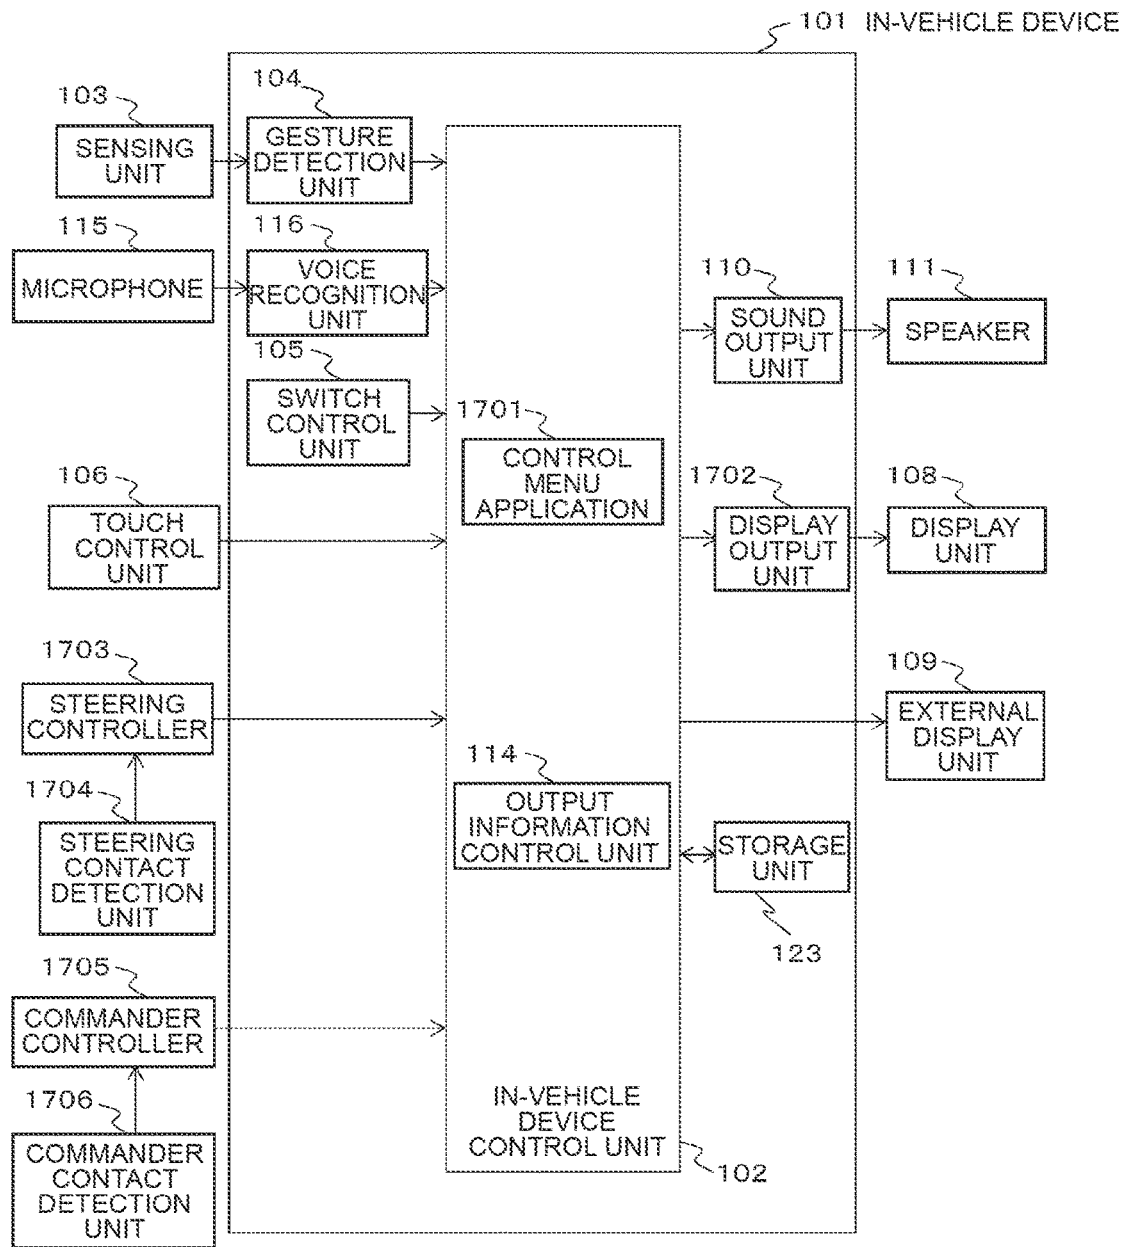 101 IN-VEHICLE DEVICE
103
SENSING
UNIT
104
GESTURE
DETECTION
UNIT
115
MICROPHONE
116
VOICE
RECOGNITION
UNIT
105
SWITCH
CONTROL
UNIT
106
TOUCH
CONTROL
UNIT
1703
STEERING
CONTROLLER
1704
STEERING
CONTACT
DETECTION
UNIT
1705
COMMANDER
CONTROLLER
1706
COMMANDER
CONTACT
DETECTION
UNIT
1701
CONTROL
MENU
APPLICATION
114
OUTPUT
INFORMATION
CONTROL UNIT
IN-VEHICLE
DEVICE
CONTROL UNIT
102
110
SOUND
OUTPUT
UNIT
111
SPEAKER
1702
DISPLAY
OUTPUT
UNIT
108
DISPLAY
UNIT
109
EXTERNAL
DISPLAY
UNIT
STORAGE
UNIT
123